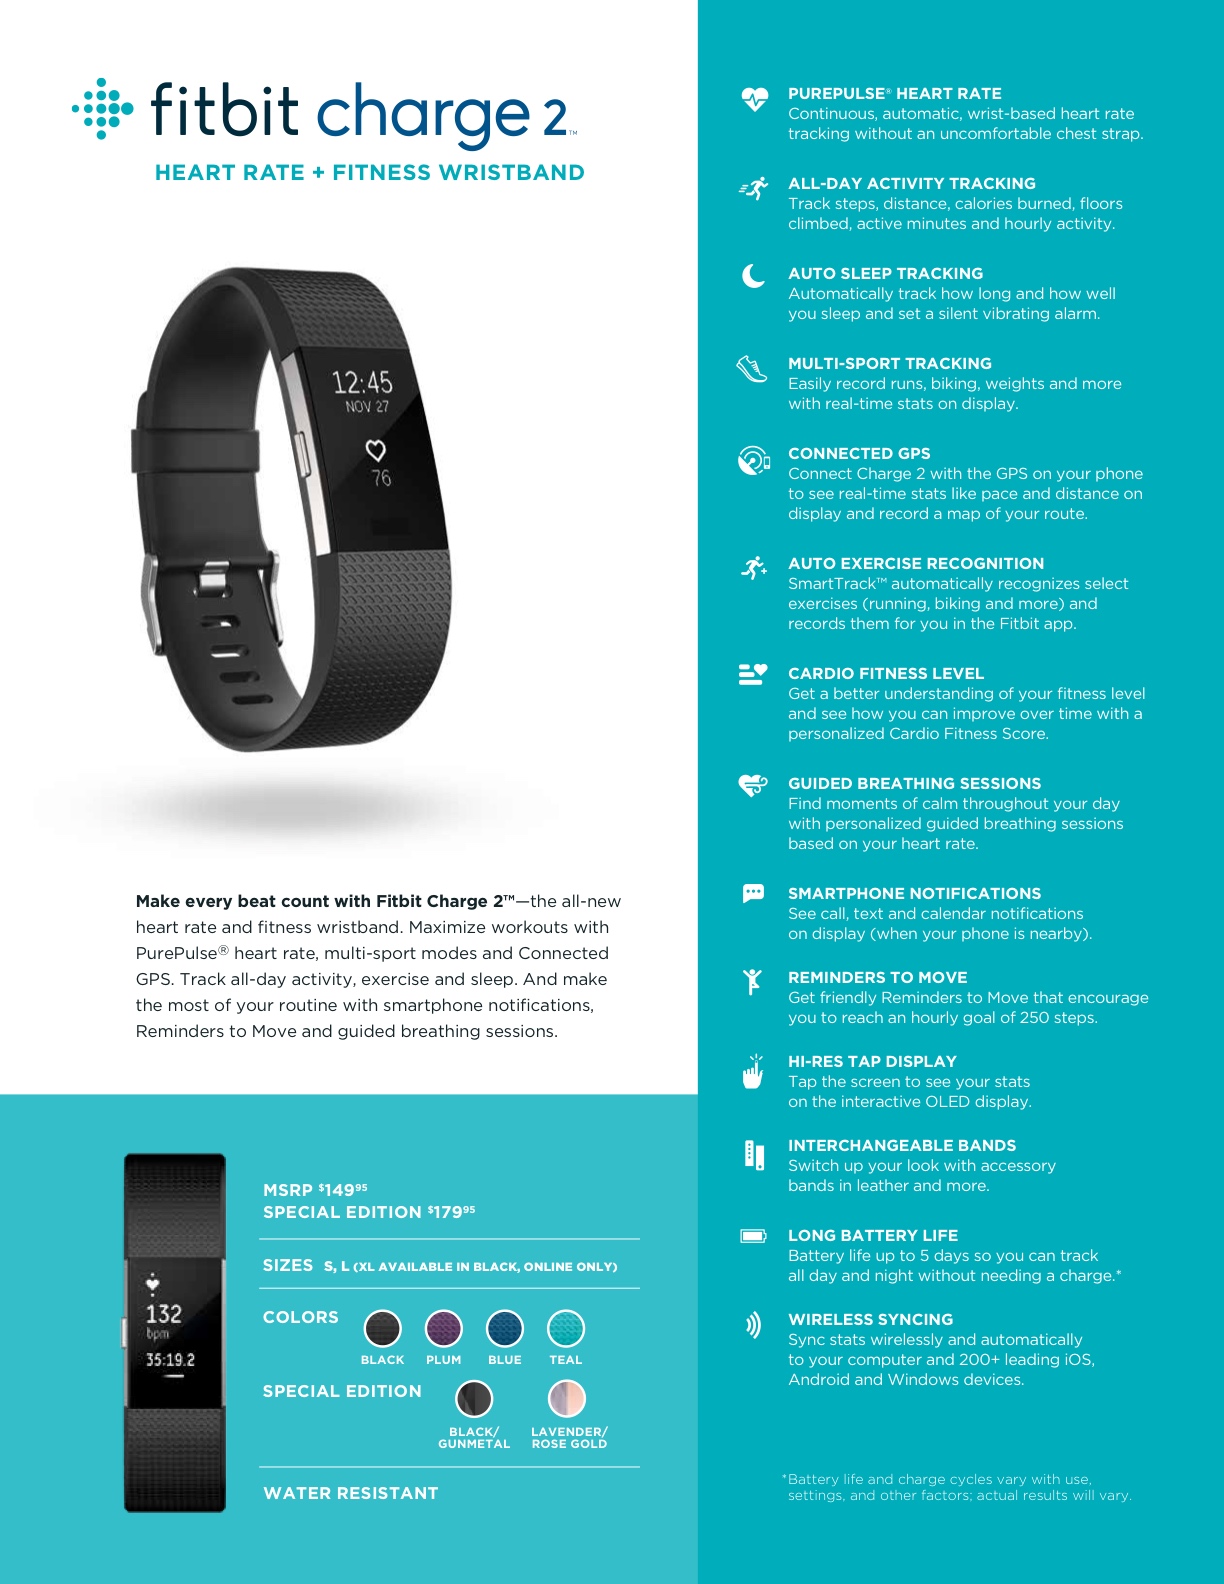 fitbit charge 2™
HEART RATE + FITNESS WRISTBAND
12:45
NOV 27
76
Make every beat count with Fitbit Charge 2™—the all-new
heart rate and fitness wristband. Maximize workouts with
PurePulse® heart rate, multi-sport modes and Connected
GPS. Track all-day activity, exercise and sleep. And make
the most of your routine with smartphone notifications,
Reminders to Move and guided breathing sessions.
132
bpm
35:19.2
MSRP $14995
SPECIAL EDITION $17995
SIZES S, L (XL AVAILABLE IN BLACK, ONLINE ONLY)
COLORS
BLACK PLUM BLUE TEAL
SPECIAL EDITION
BLACK/ LAVENDER/
GUNMETAL ROSE GOLD
WATER RESISTANT
PUREPULSE® HEART RATE
Continuous, automatic, wrist-based heart rate
tracking without an uncomfortable chest strap.
ALL-DAY ACTIVITY TRACKING
Track steps, distance, calories burned, floors
climbed, active minutes and hourly activity.
AUTO SLEEP TRACKING
Automatically track how long and how well
you sleep and set a silent vibrating alarm.
MULTI-SPORT TRACKING
Easily record runs, biking, weights and more
with real-time stats on display.
CONNECTED GPS
Connect Charge 2 with the GPS on your phone
to see real-time stats like pace and distance on
display and record a map of your route.
AUTO EXERCISE RECOGNITION
SmartTrack™ automatically recognizes select
exercises (running, biking and more) and
records them for you in the Fitbit app.
CARDIO FITNESS LEVEL
Get a better understanding of your fitness level
and see how you can improve over time with a
personalized Cardio Fitness Score.
GUIDED BREATHING SESSIONS
Find moments of calm throughout your day
with personalized guided breathing sessions
based on your heart rate.
SMARTPHONE NOTIFICATIONS
See call, text and calendar notifications
on display (when your phone is nearby).
REMINDERS TO MOVE
Get friendly Reminders to Move that encourage
you to reach an hourly goal of 250 steps.
HI-RES TAP DISPLAY
Tap the screen to see your stats
on the interactive OLED display.
INTERCHANGEABLE BANDS
Switch up your look with accessory
bands in leather and more.
LONG BATTERY LIFE
Battery life up to 5 days so you can track
all day and night without needing a charge.*
WIRELESS SYNCING
Sync stats wirelessly and automatically
to your computer and 200+ leading iOS,
Android and Windows devices.
*Battery life and charge cycles vary with use,
settings, and other factors; actual results will vary.